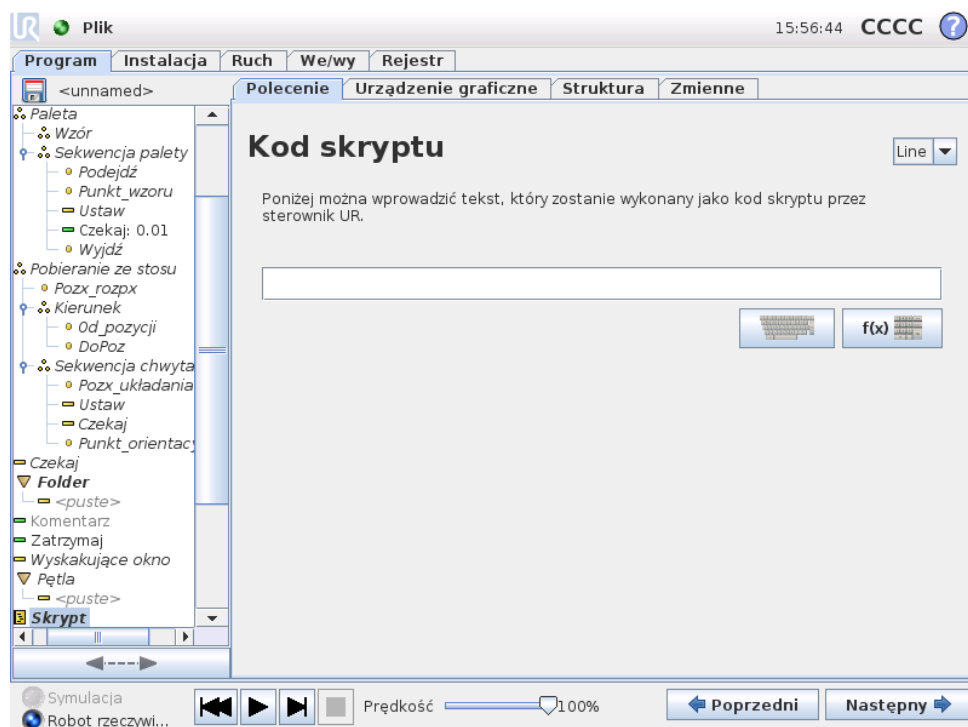 UR Plik 15:56:44 CCCC ?
Program Instalacja Ruch We/wy Rejestr
<unnamed>
Polecenie Urządzenie graficzne Struktura Zmienne
Paleta
Wzór
Sekwencja palety
Podejdź
Punkt_wzoru
Ustaw
Czekaj: 0.01
Wyjdź
Pobieranie ze stosu
Pozx_rozpx
Kierunek
Od_pozycji
DoPoz
Sekwencja chwyta
Pozx_układania
Ustaw
Czekaj
Punkt_orientac
Czekaj
Folder
<puste>
Komentarz
Zatrzymaj
Wyskakujące okno
Pętla
<puste>
Skrypt
Kod skryptu
Line
Poniżej można wprowadzić tekst, który zostanie wykonany jako kod skryptu przez
sterownik UR.
f(x)
Symulacja
Robot rzeczywi...
Prędkość 100%
Poprzedni Następny